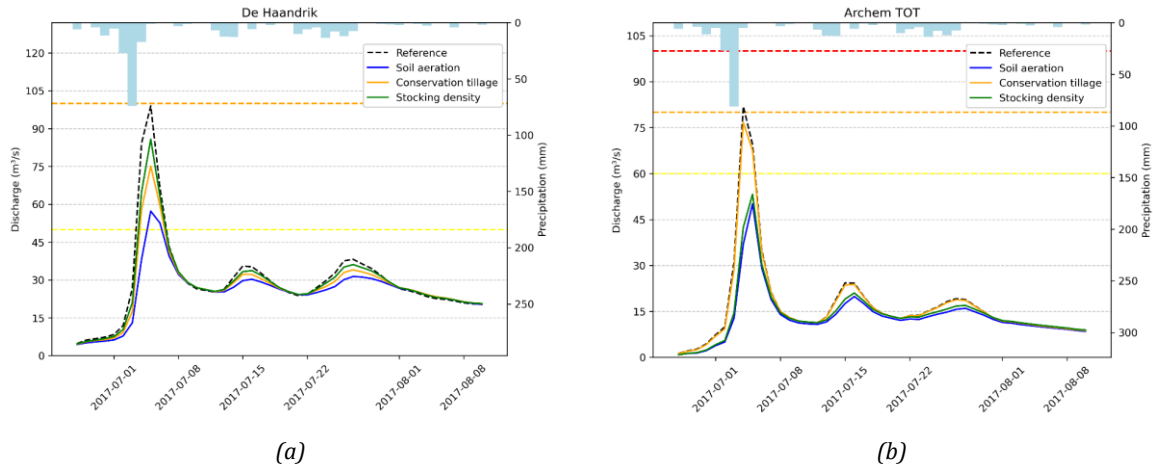 De Haandrik
120
105
90
75
60
45
30
15
0
Discharge (m³/s)
0
50
100
150
200
250
Precipitation (mm)
Reference
Soil aeration
Conservation tillage
Stocking density
2017-07-01
2017-07-08
2017-07-15
2017-07-22
2017-08-01
2017-08-08
(a)
Archem TOT
105
90
75
60
45
30
15
0
Discharge (m³/s)
0
50
100
150
200
250
300
Precipitation (mm)
Reference
Soil aeration
Conservation tillage
Stocking density
2017-07-01
2017-07-08
2017-07-15
2017-07-22
2017-08-01
2017-08-08
(b)